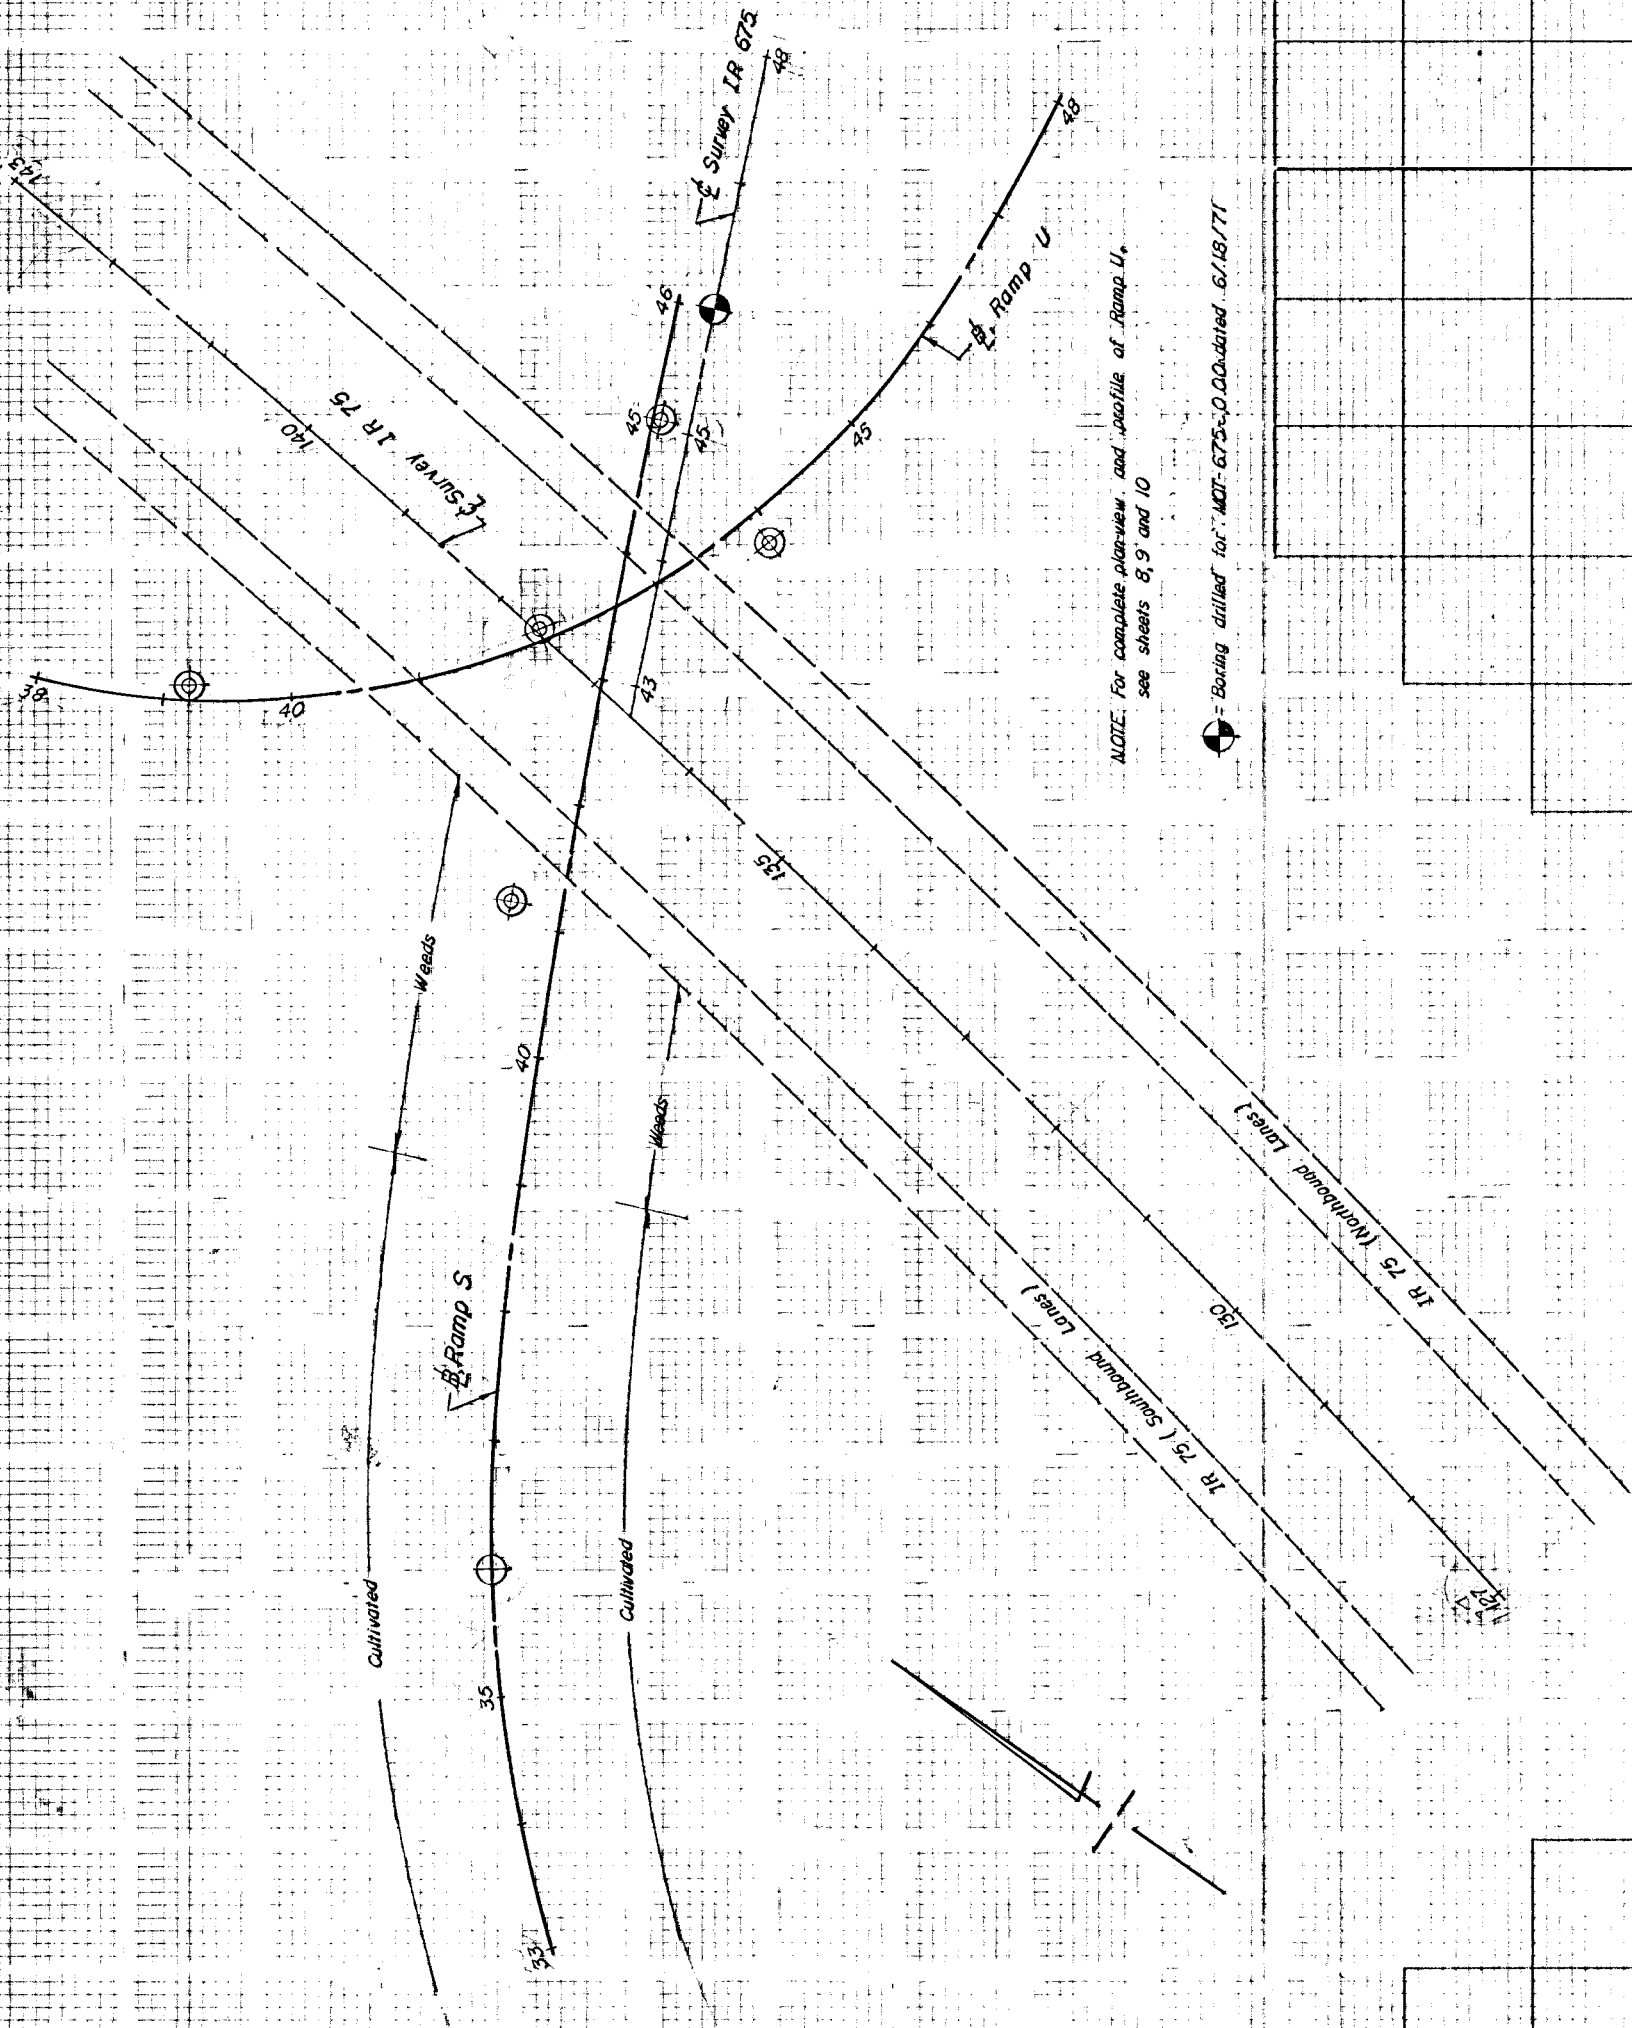 143
℄ Survey IR 675
48
48
46
℄ Survey IR 75
140
45
45
45
℄ Ramp U
38
40
43
NOTE: For complete plan view and profile of Ramp U,
see sheets 8, 9 and 10
= Boring drilled for MOT-675-0.00 dated 6/18/71
135
Weeds
Weeds
40
℄ Ramp S
IR 75 (Northbound Lanes)
IR 75 (Southbound Lanes)
130
Cultivated
Cultivated
35
33
127